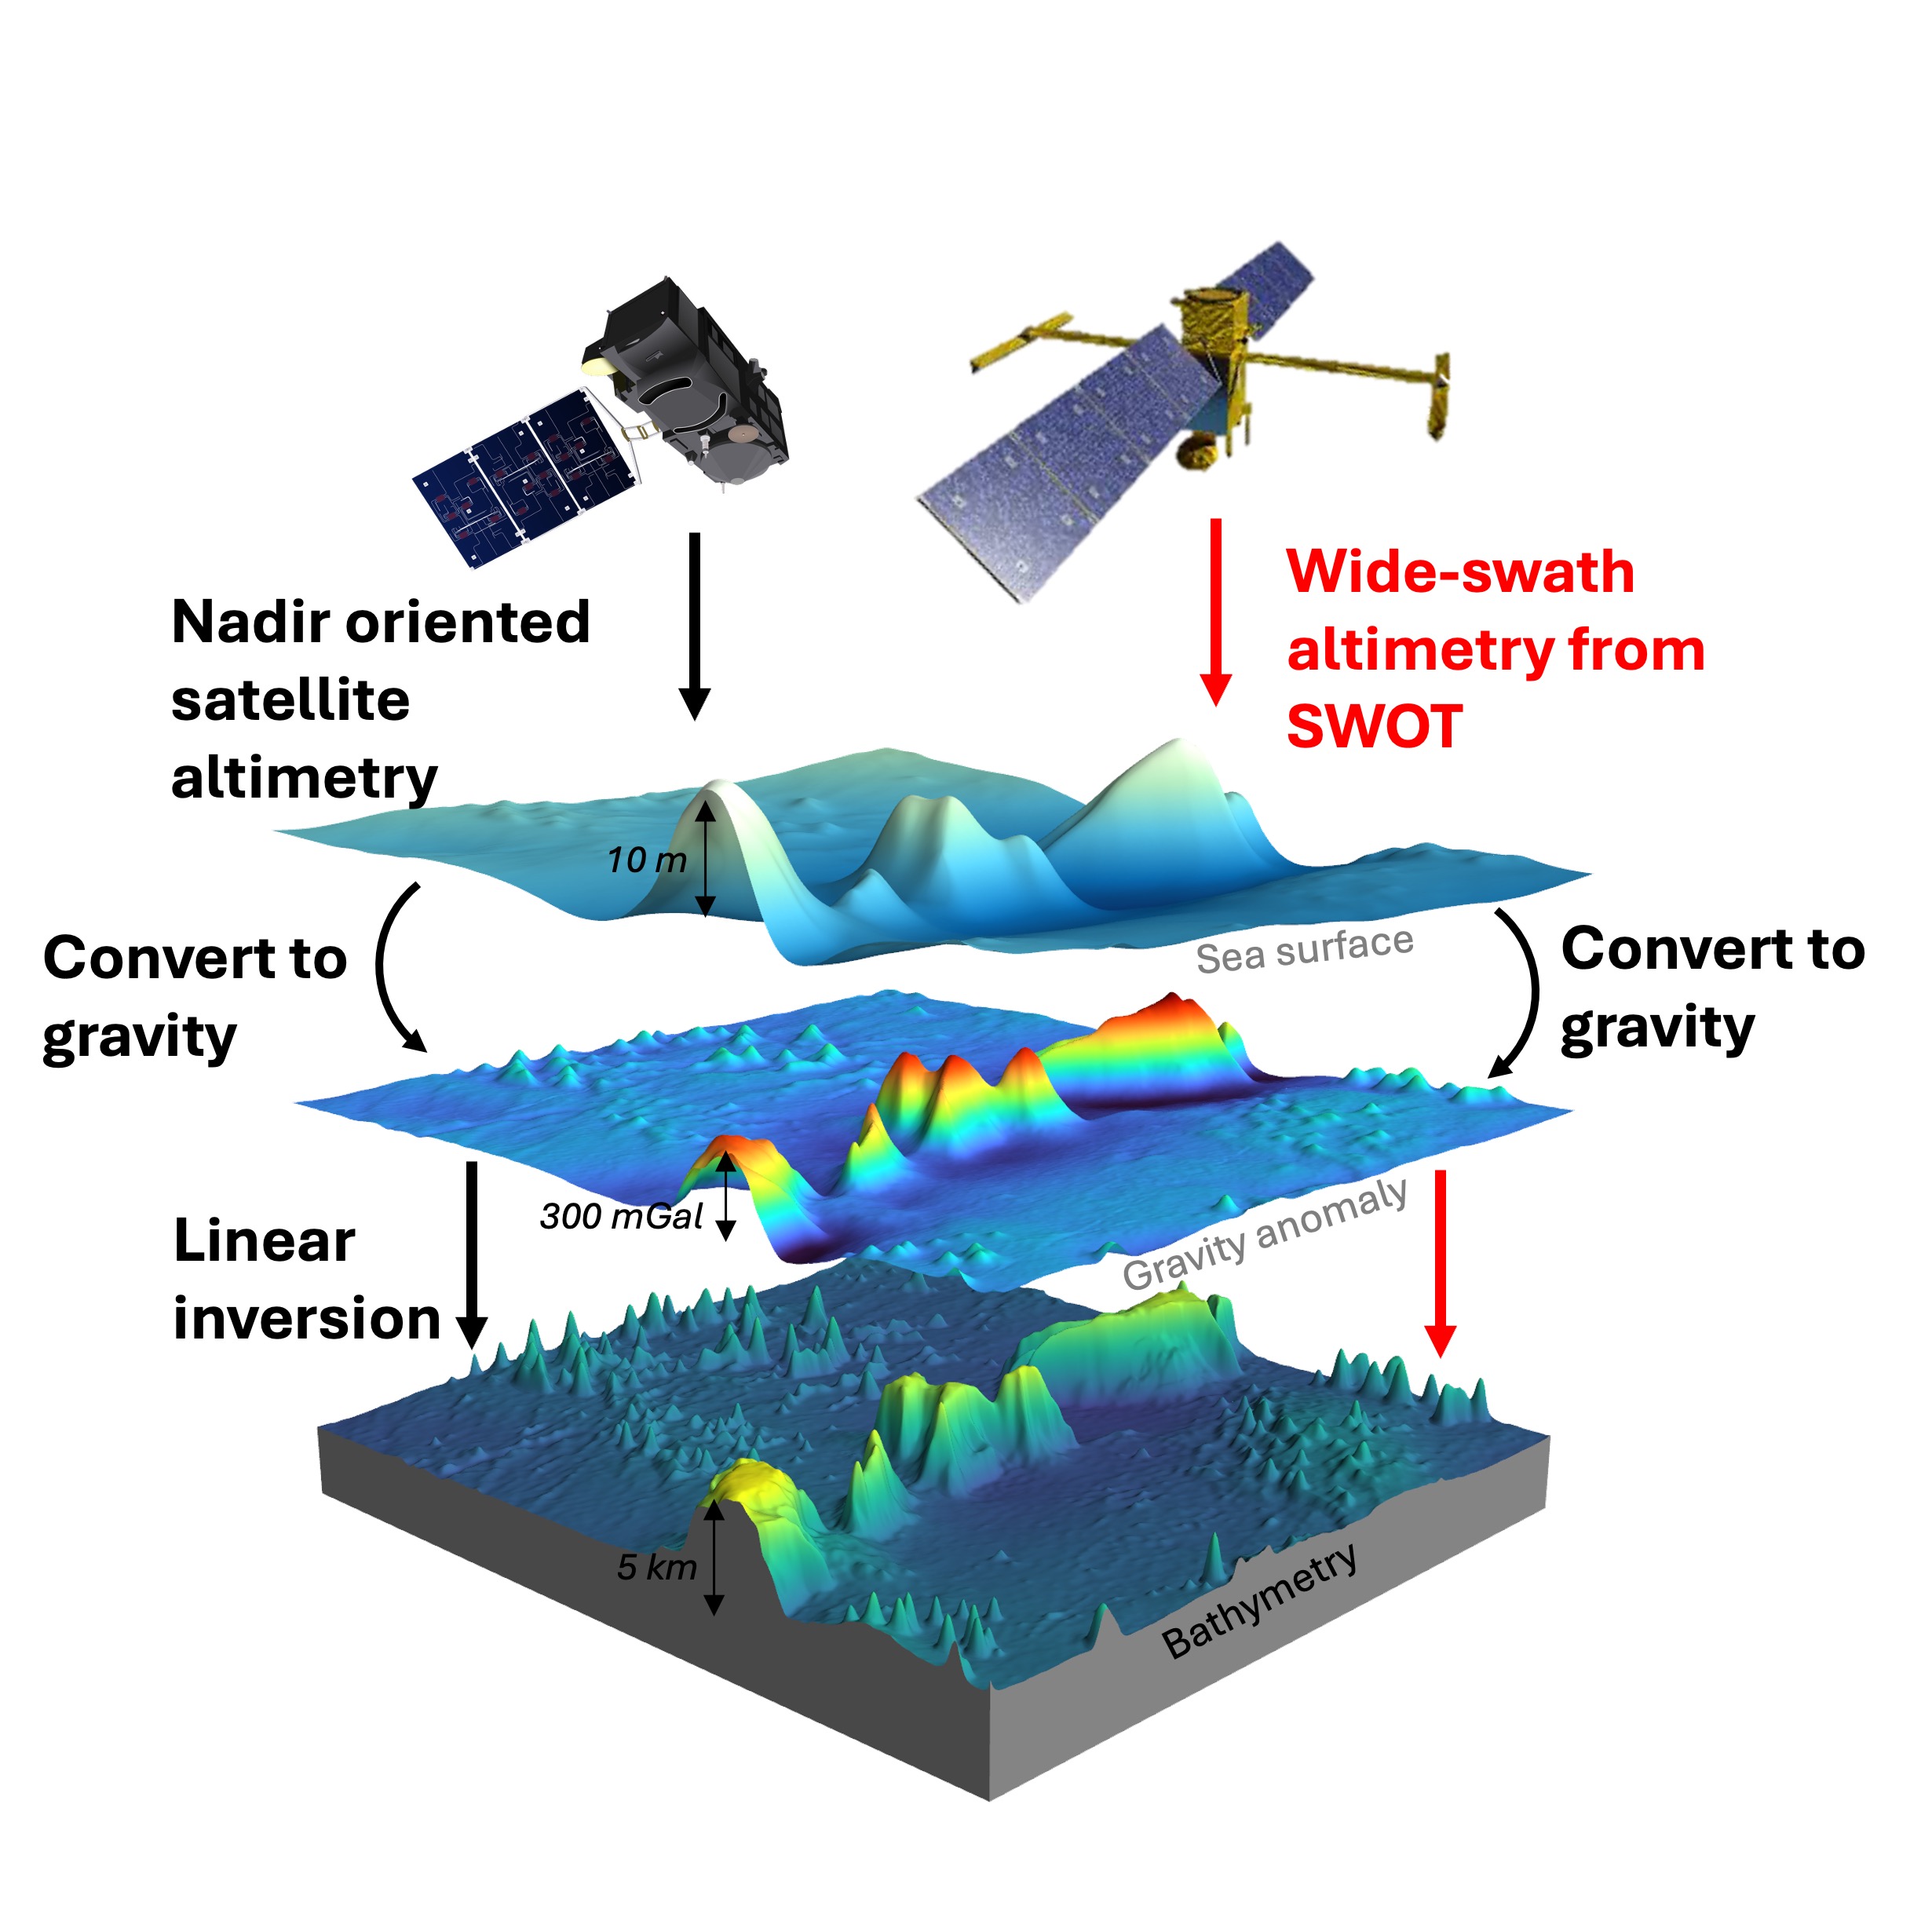 Nadir oriented
satellite
altimetry
Wide-swath
altimetry from
SWOT
10 m
Sea surface
Convert to
gravity
Convert to
gravity
300 mGal
Gravity anomaly
Linear
inversion
5 km
Bathymetry